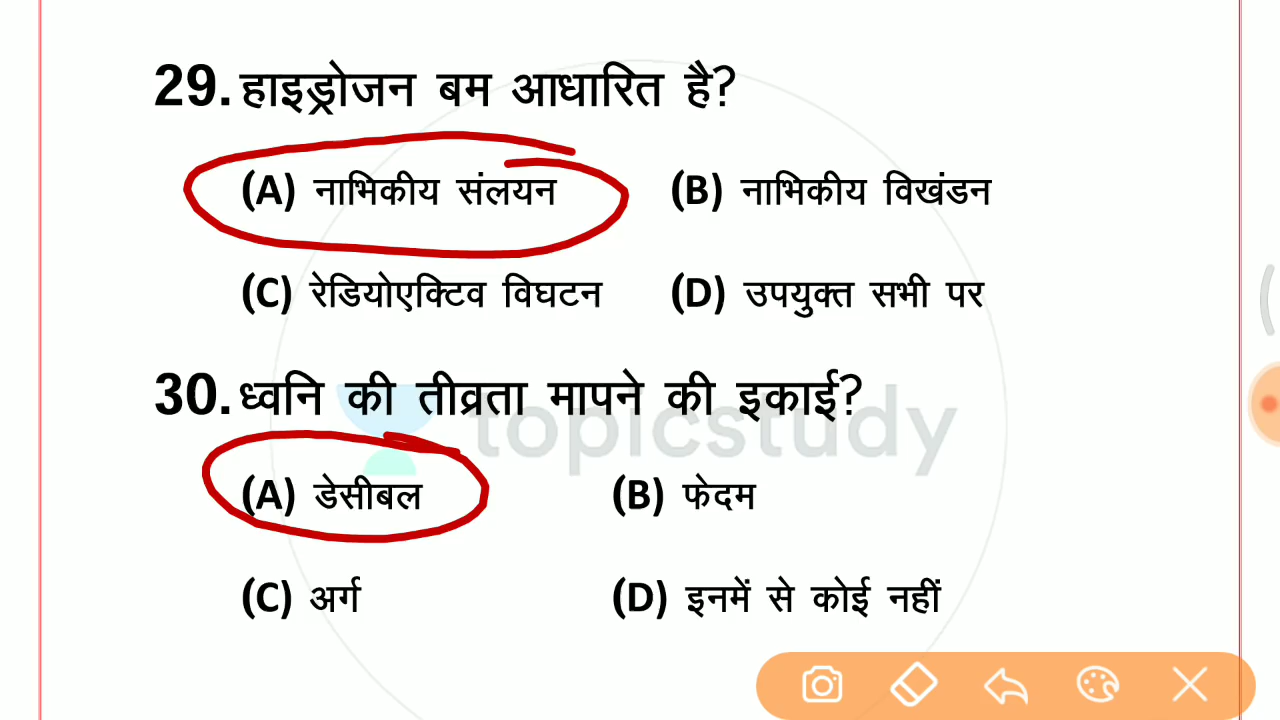 29. हाइड्रोजन बम आधारित है?
(A) नाभिकीय संलयन (B) नाभिकीय विखंडन
(C) रेडियोएक्टिव विघटन (D) उपयुक्त सभी पर
30. ध्वनि की तीव्रता मापने की इकाई?
topicstudy
(A) डेसीबल (B) फेदम
(C) अर्ग (D) इनमें से कोई नहीं